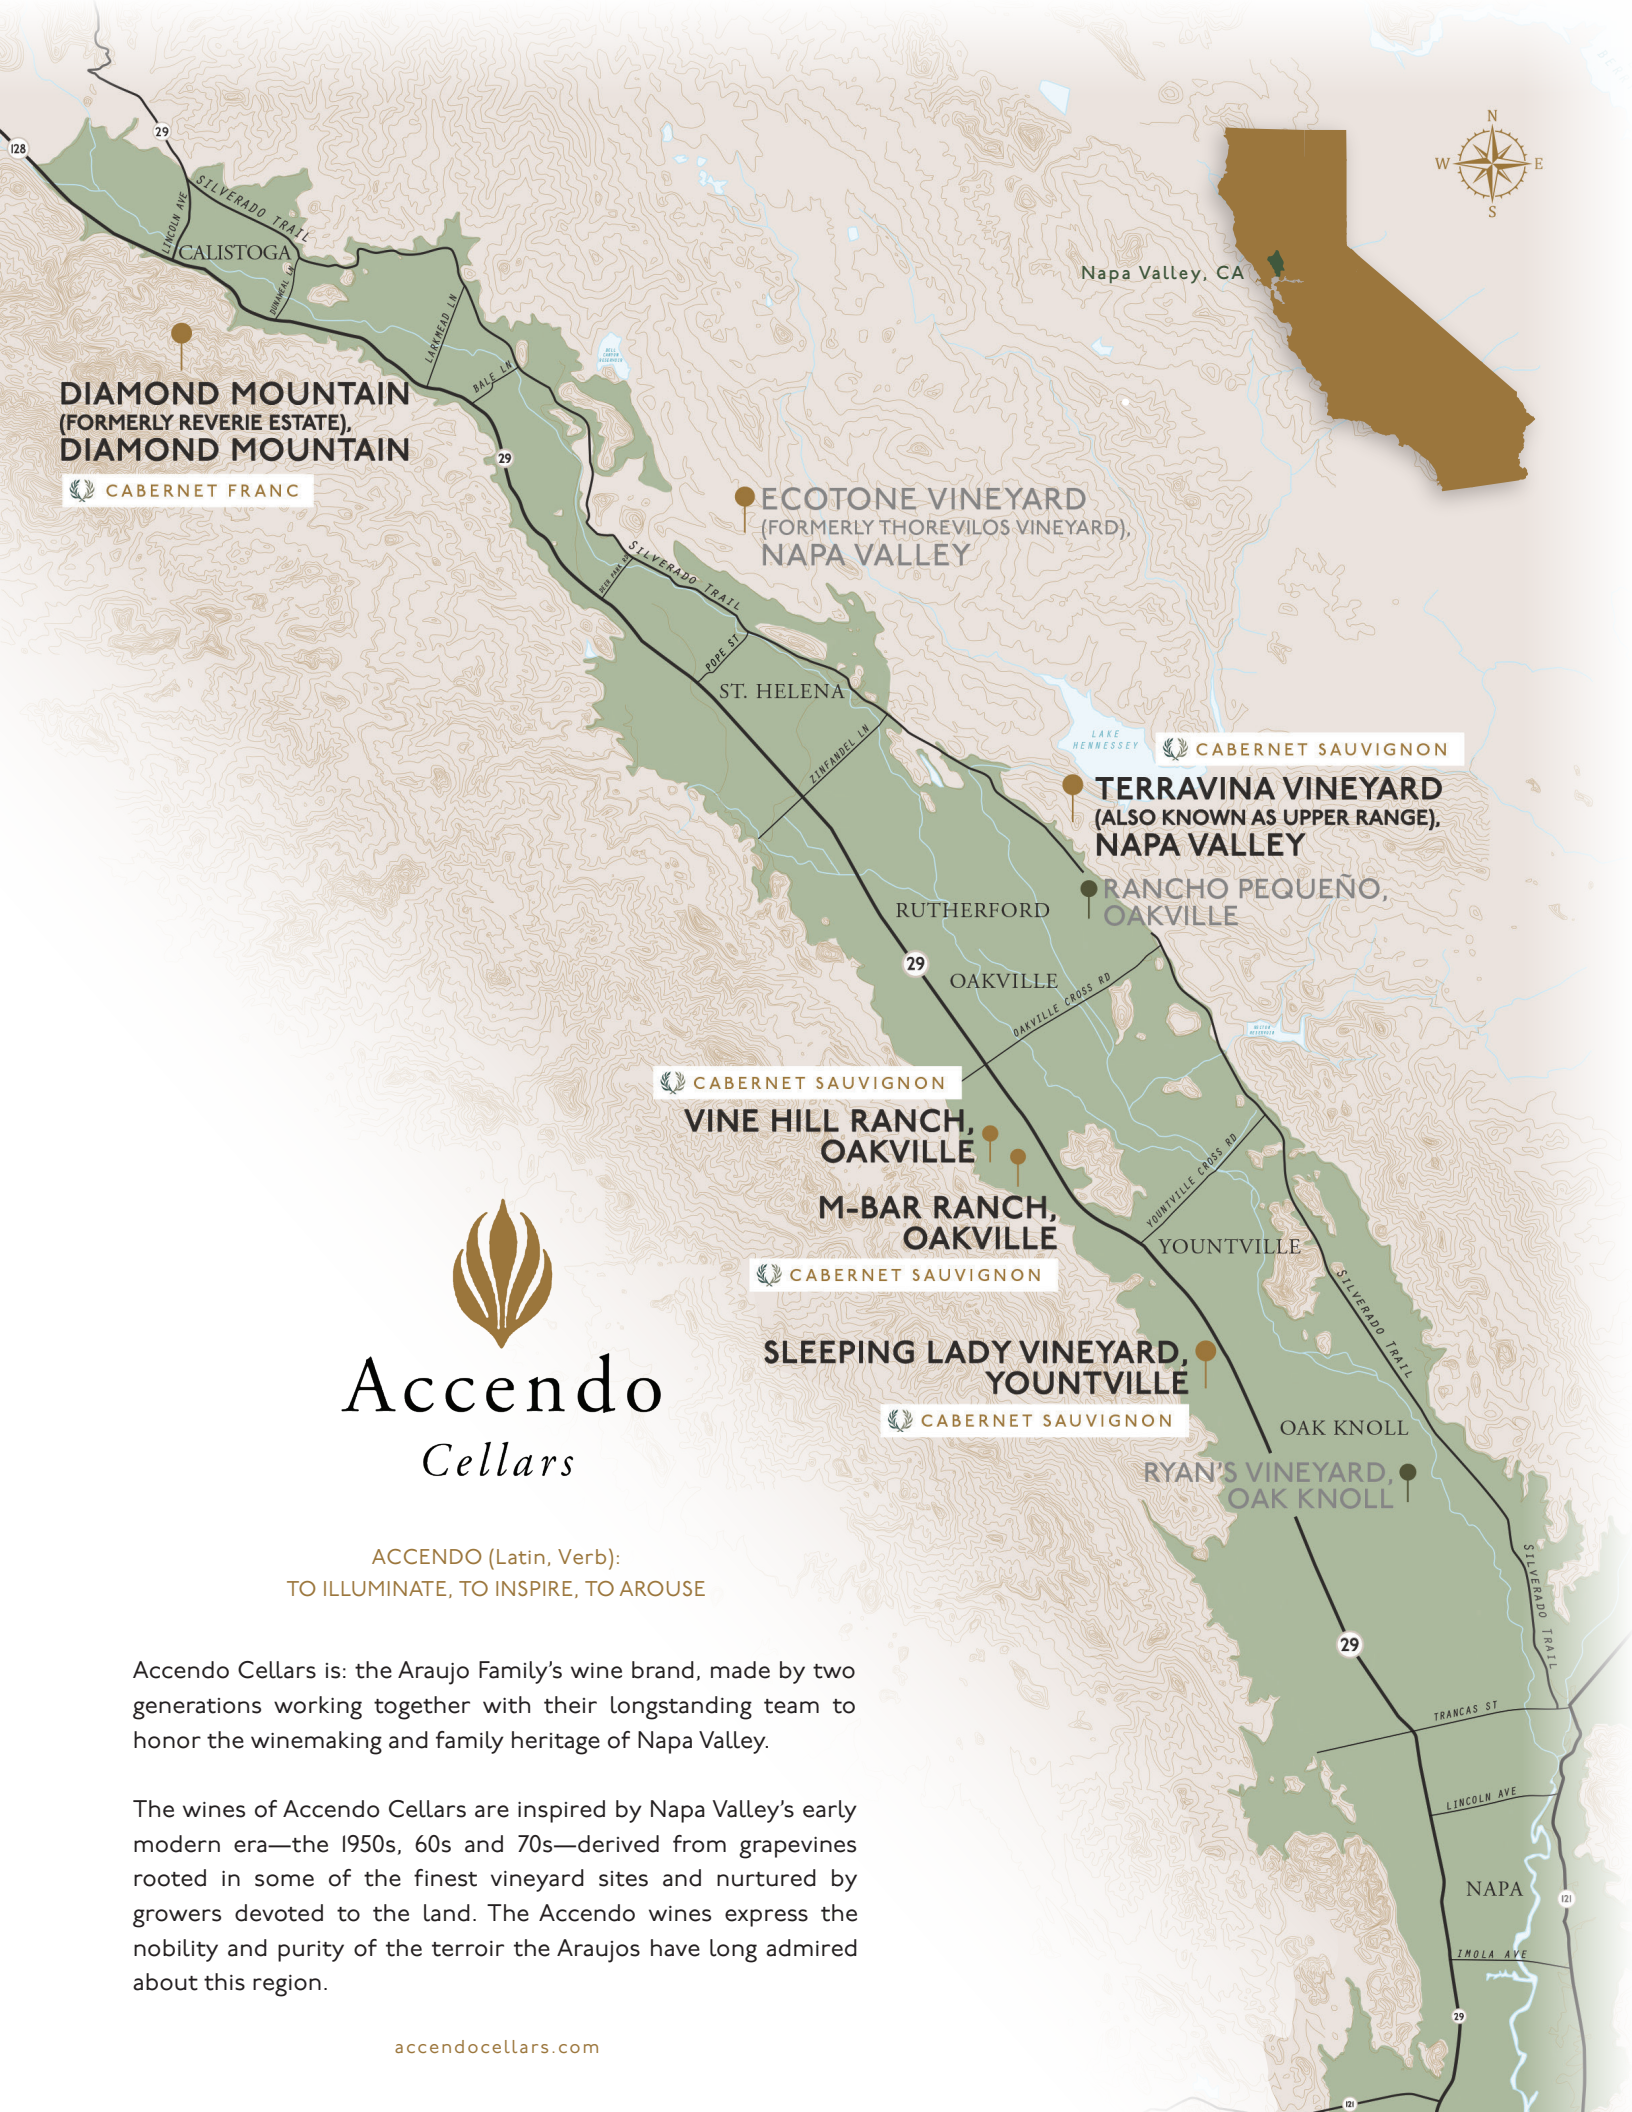 29
128
SILVERADO TRAIL
LINCOLN AVE
CALISTOGA
DUNAWEAL LN
LARKMEAD LN
BALE LN
N
W E
S
Napa Valley, CA
DIAMOND MOUNTAIN
(FORMERLY REVERIE ESTATE),
DIAMOND MOUNTAIN
CABERNET FRANC
BELL
CANYON
RESERVOIR
29
ECOTONE VINEYARD
(FORMERLY THOREVILOS VINEYARD),
NAPA VALLEY
SILVERADO TRAIL
DEER PARK RD
POPE ST
ST. HELENA
ZINFANDEL LN
LAKE
HENNESSEY
CABERNET SAUVIGNON
TERRAVINA VINEYARD
(ALSO KNOWN AS UPPER RANGE),
NAPA VALLEY
RANCHO PEQUEÑO,
OAKVILLE
RUTHERFORD
29
OAKVILLE
OAKVILLE CROSS RD
CABERNET SAUVIGNON
VINE HILL RANCH,
OAKVILLE
M-BAR RANCH,
OAKVILLE
CABERNET SAUVIGNON
YOUNTVILLE CROSS RD
YOUNTVILLE
SILVERADO TRAIL
SLEEPING LADY VINEYARD,
YOUNTVILLE
CABERNET SAUVIGNON
OAK KNOLL
RYAN'S VINEYARD,
OAK KNOLL
SILVERADO TRAIL
29
TRANCAS ST
LINCOLN AVE
NAPA
121
IMOLA AVE
29
121
Accendo
Cellars
ACCENDO (Latin, Verb):
TO ILLUMINATE, TO INSPIRE, TO AROUSE
Accendo Cellars is: the Araujo Family's wine brand, made by two
generations working together with their longstanding team to
honor the winemaking and family heritage of Napa Valley.
The wines of Accendo Cellars are inspired by Napa Valley's early
modern era—the 1950s, 60s and 70s—derived from grapevines
rooted in some of the finest vineyard sites and nurtured by
growers devoted to the land. The Accendo wines express the
nobility and purity of the terroir the Araujos have long admired
about this region.
accendocellars.com